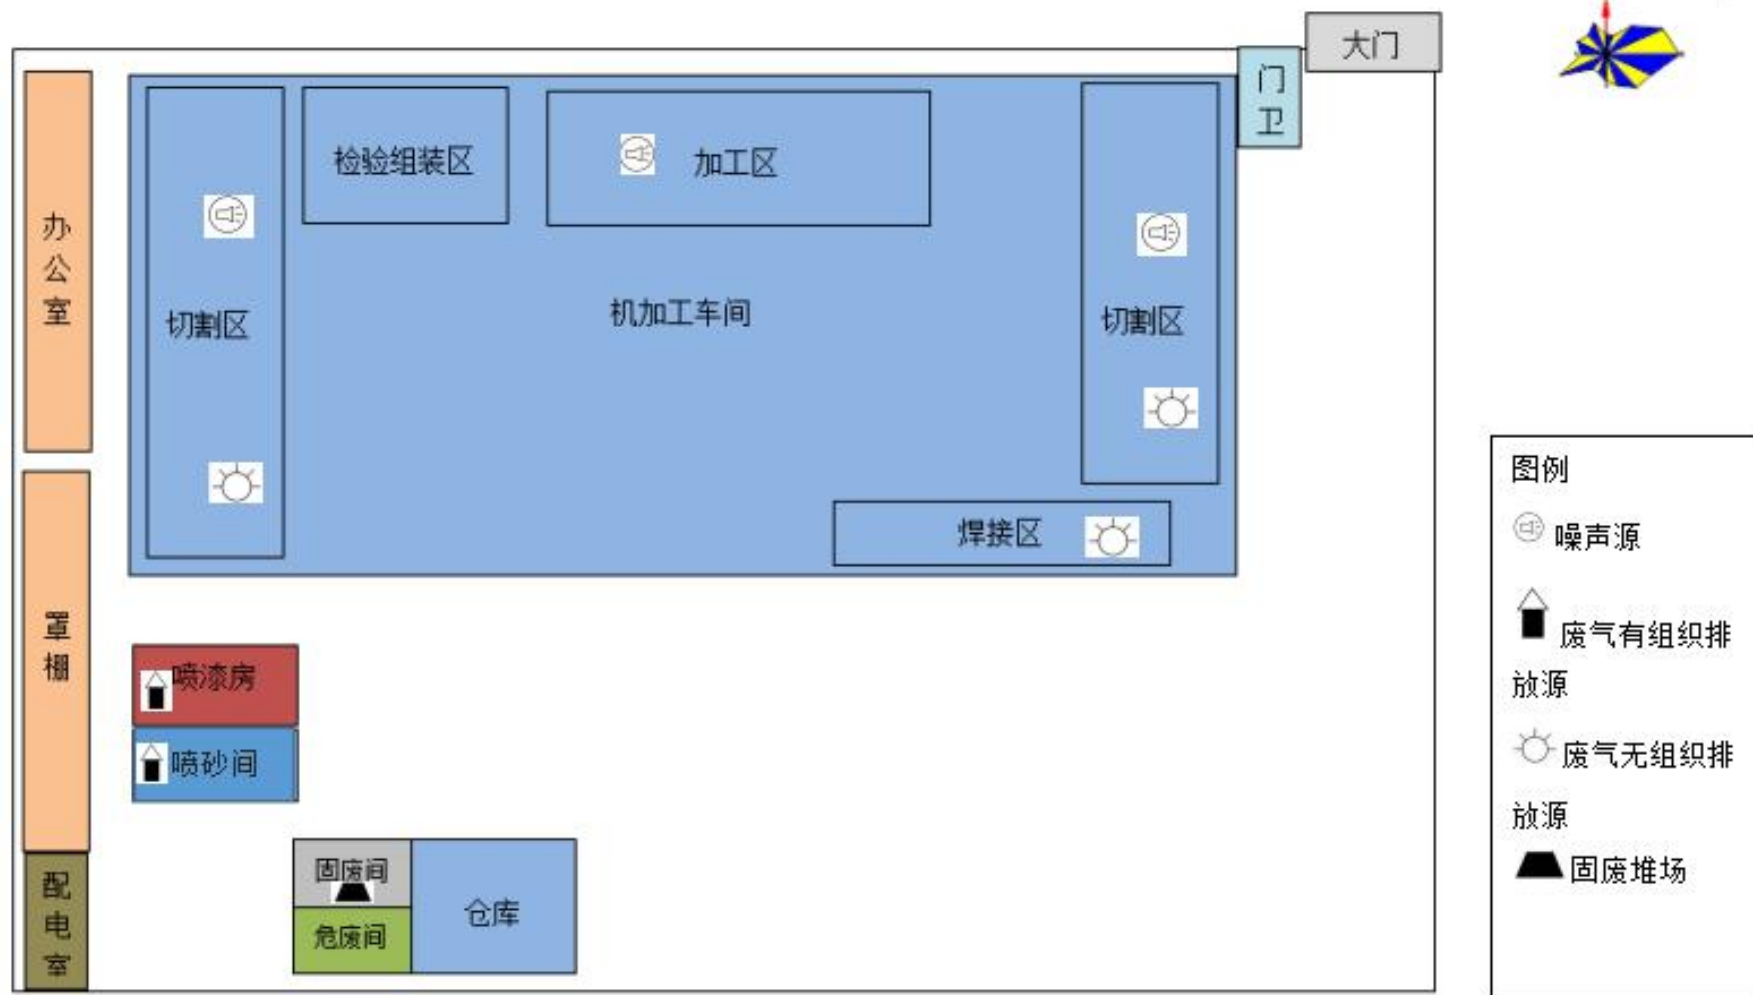 大门
门
卫
检验组装区
加工区
办
公
室
切割区
机加工车间
切割区
焊接区
罩
棚
喷漆房
喷砂间
固废间
仓库
危废间
配
电
室
图例
噪声源
废气有组织排
放源
废气无组织排
放源
固废堆场